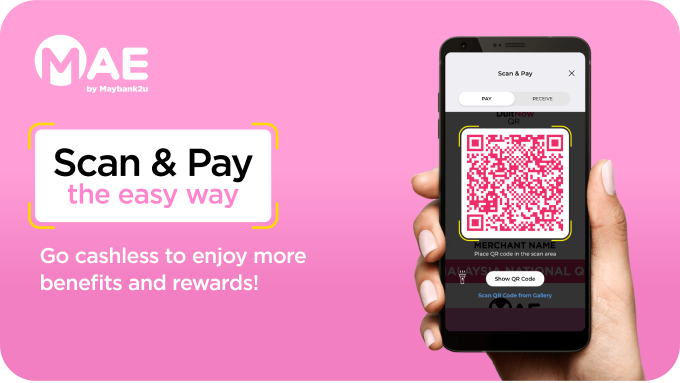 MAE
by Maybank2u
Scan & Pay
the easy way
Go cashless to enjoy more
benefits and rewards!
Scan & Pay
PAY
RECEIVE
DuitNow
QR
MERCHANT NAME
Place QR code in the scan area
ALAYSIA NATIONAL Q
Show QR Code
Scan QR Code from Gallery